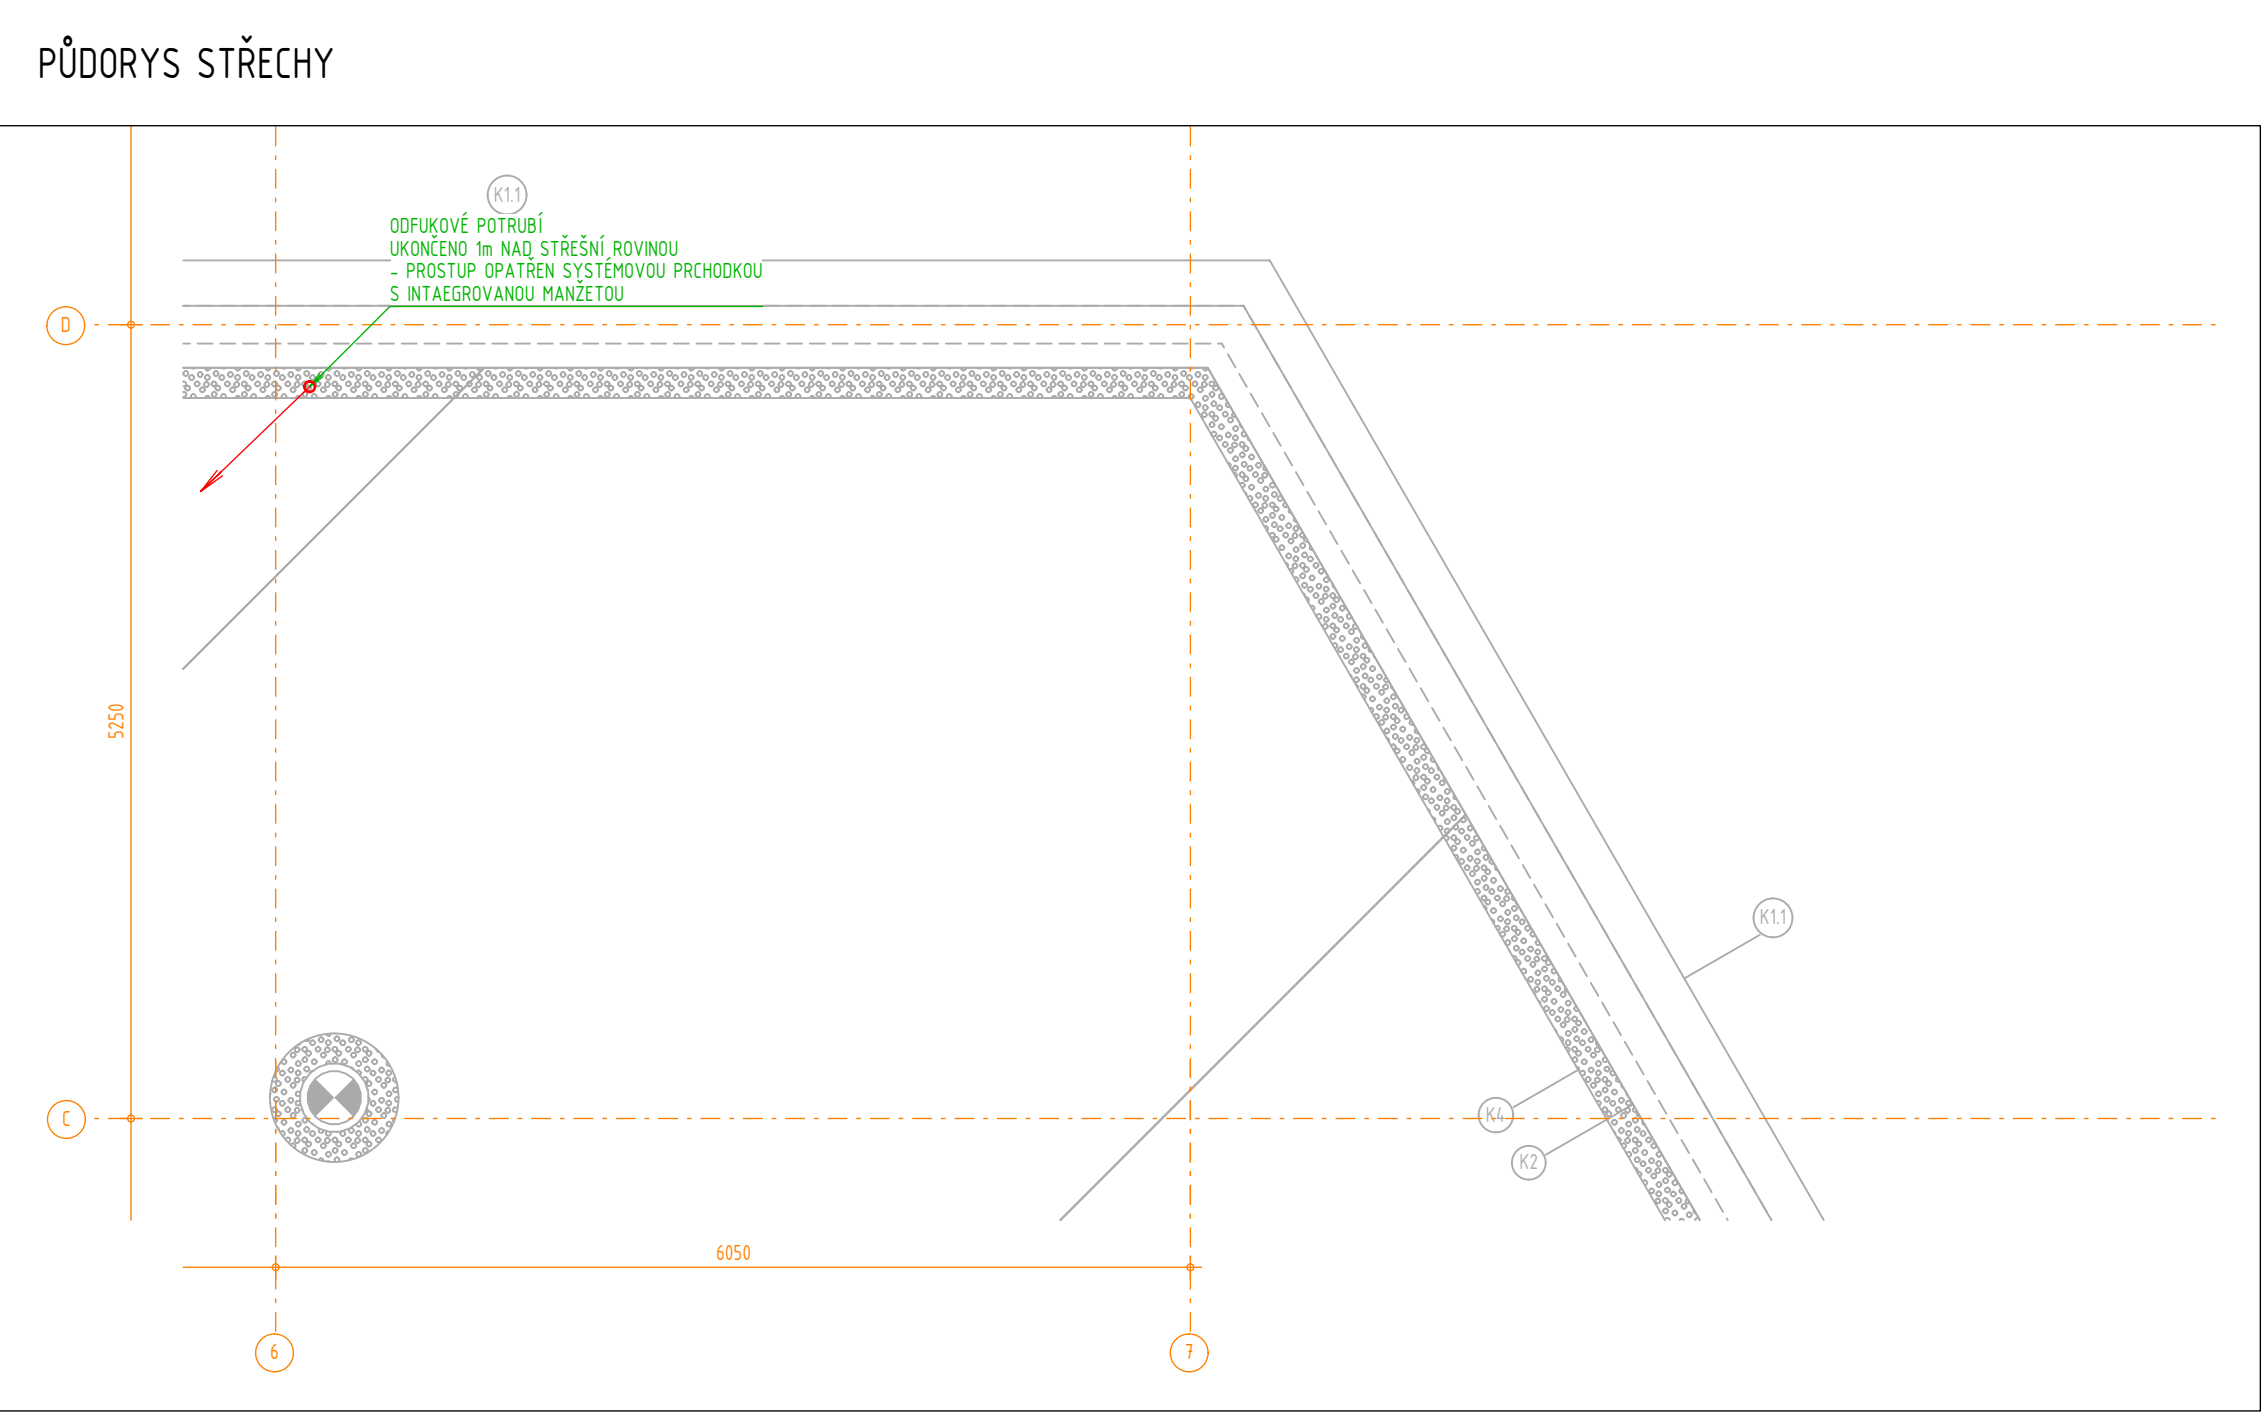 PŮDORYS STŘECHY
K1.1
ODFUKOVÉ POTRUBÍ
UKONČENO 1m NAD STŘEŠNÍ ROVINOU
- PROSTUP OPATŘEN SYSTÉMOVOU PRCHODKOU
S INTAEGROVANOU MANŽETOU
D
5250
K1.1
K4
C
K2
6050
6
7